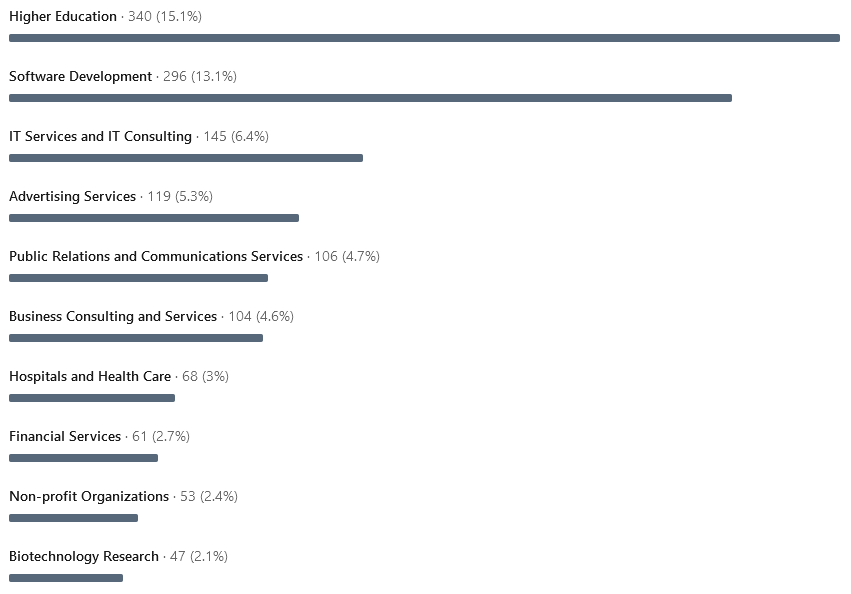 Higher Education · 340 (15.1%)
Software Development · 296 (13.1%)
IT Services and IT Consulting · 145 (6.4%)
Advertising Services · 119 (5.3%)
Public Relations and Communications Services · 106 (4.7%)
Business Consulting and Services · 104 (4.6%)
Hospitals and Health Care · 68 (3%)
Financial Services · 61 (2.7%)
Non-profit Organizations · 53 (2.4%)
Biotechnology Research · 47 (2.1%)